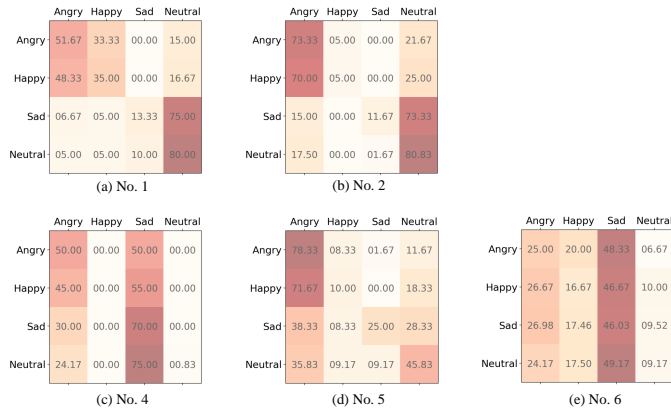 Angry Happy Sad Neutral
Angry 51.67 33.33 00.00 15.00
Happy 48.33 35.00 00.00 16.67
Sad 06.67 05.00 13.33 75.00
Neutral 05.00 05.00 10.00 80.00
(a) No. 1
Angry Happy Sad Neutral
Angry 73.33 05.00 00.00 21.67
Happy 70.00 05.00 00.00 25.00
Sad 15.00 00.00 11.67 73.33
Neutral 17.50 00.00 01.67 80.83
(b) No. 2
Angry Happy Sad Neutral
Angry 50.00 00.00 50.00 00.00
Happy 45.00 00.00 55.00 00.00
Sad 30.00 00.00 70.00 00.00
Neutral 24.17 00.00 75.00 00.83
(c) No. 4
Angry Happy Sad Neutral
Angry 78.33 08.33 01.67 11.67
Happy 71.67 10.00 00.00 18.33
Sad 38.33 08.33 25.00 28.33
Neutral 35.83 09.17 09.17 45.83
(d) No. 5
Angry Happy Sad Neutral
Angry 25.00 20.00 48.33 06.67
Happy 26.67 16.67 46.67 10.00
Sad 26.98 17.46 46.03 09.52
Neutral 24.17 17.50 49.17 09.17
(e) No. 6